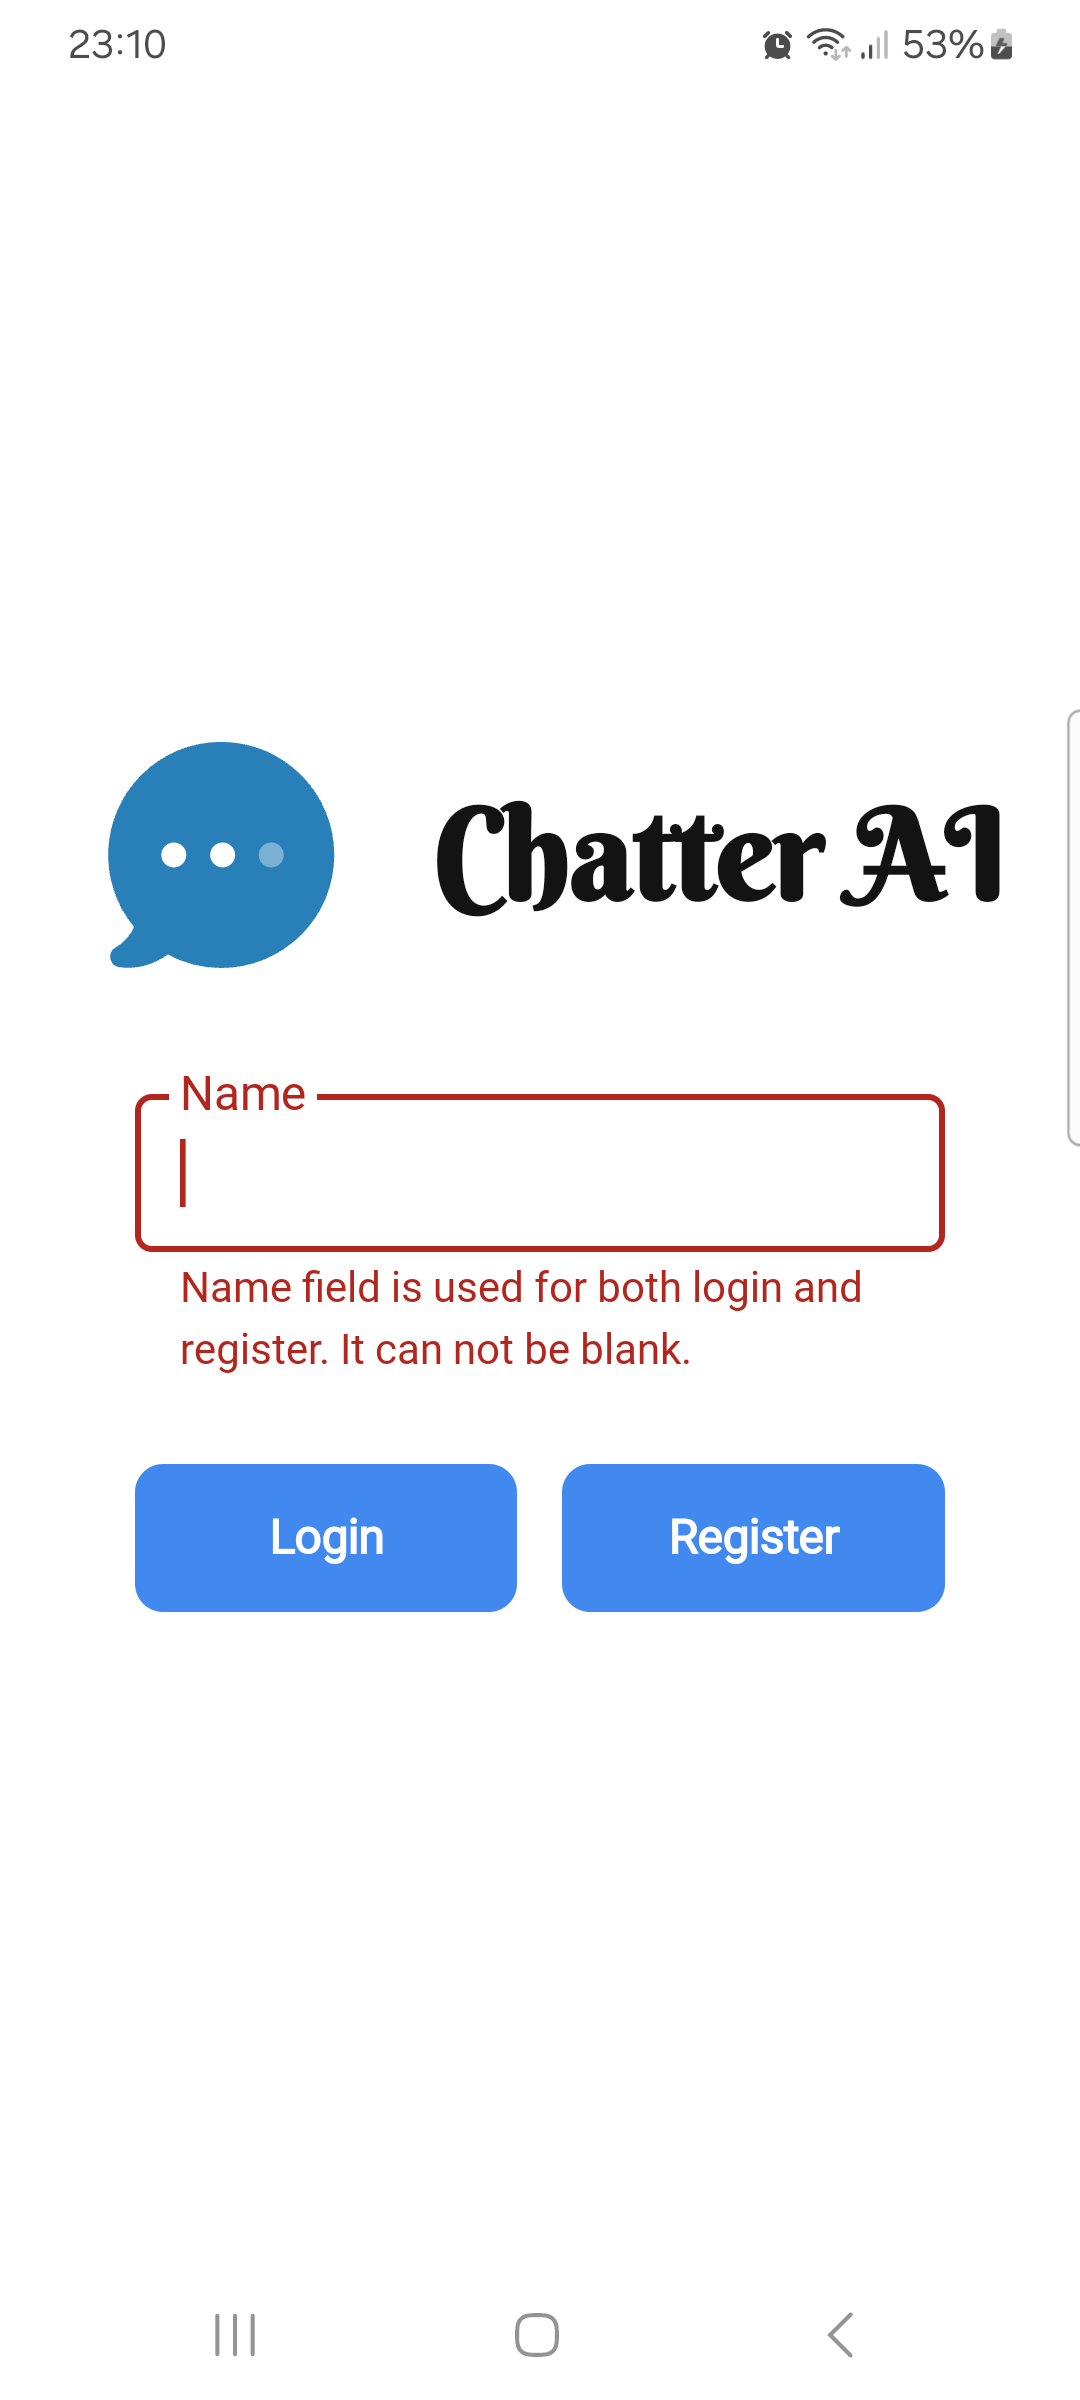 23:10 53%
Chatter AI
Name
Name field is used for both login and
register. It can not be blank.
Login Register